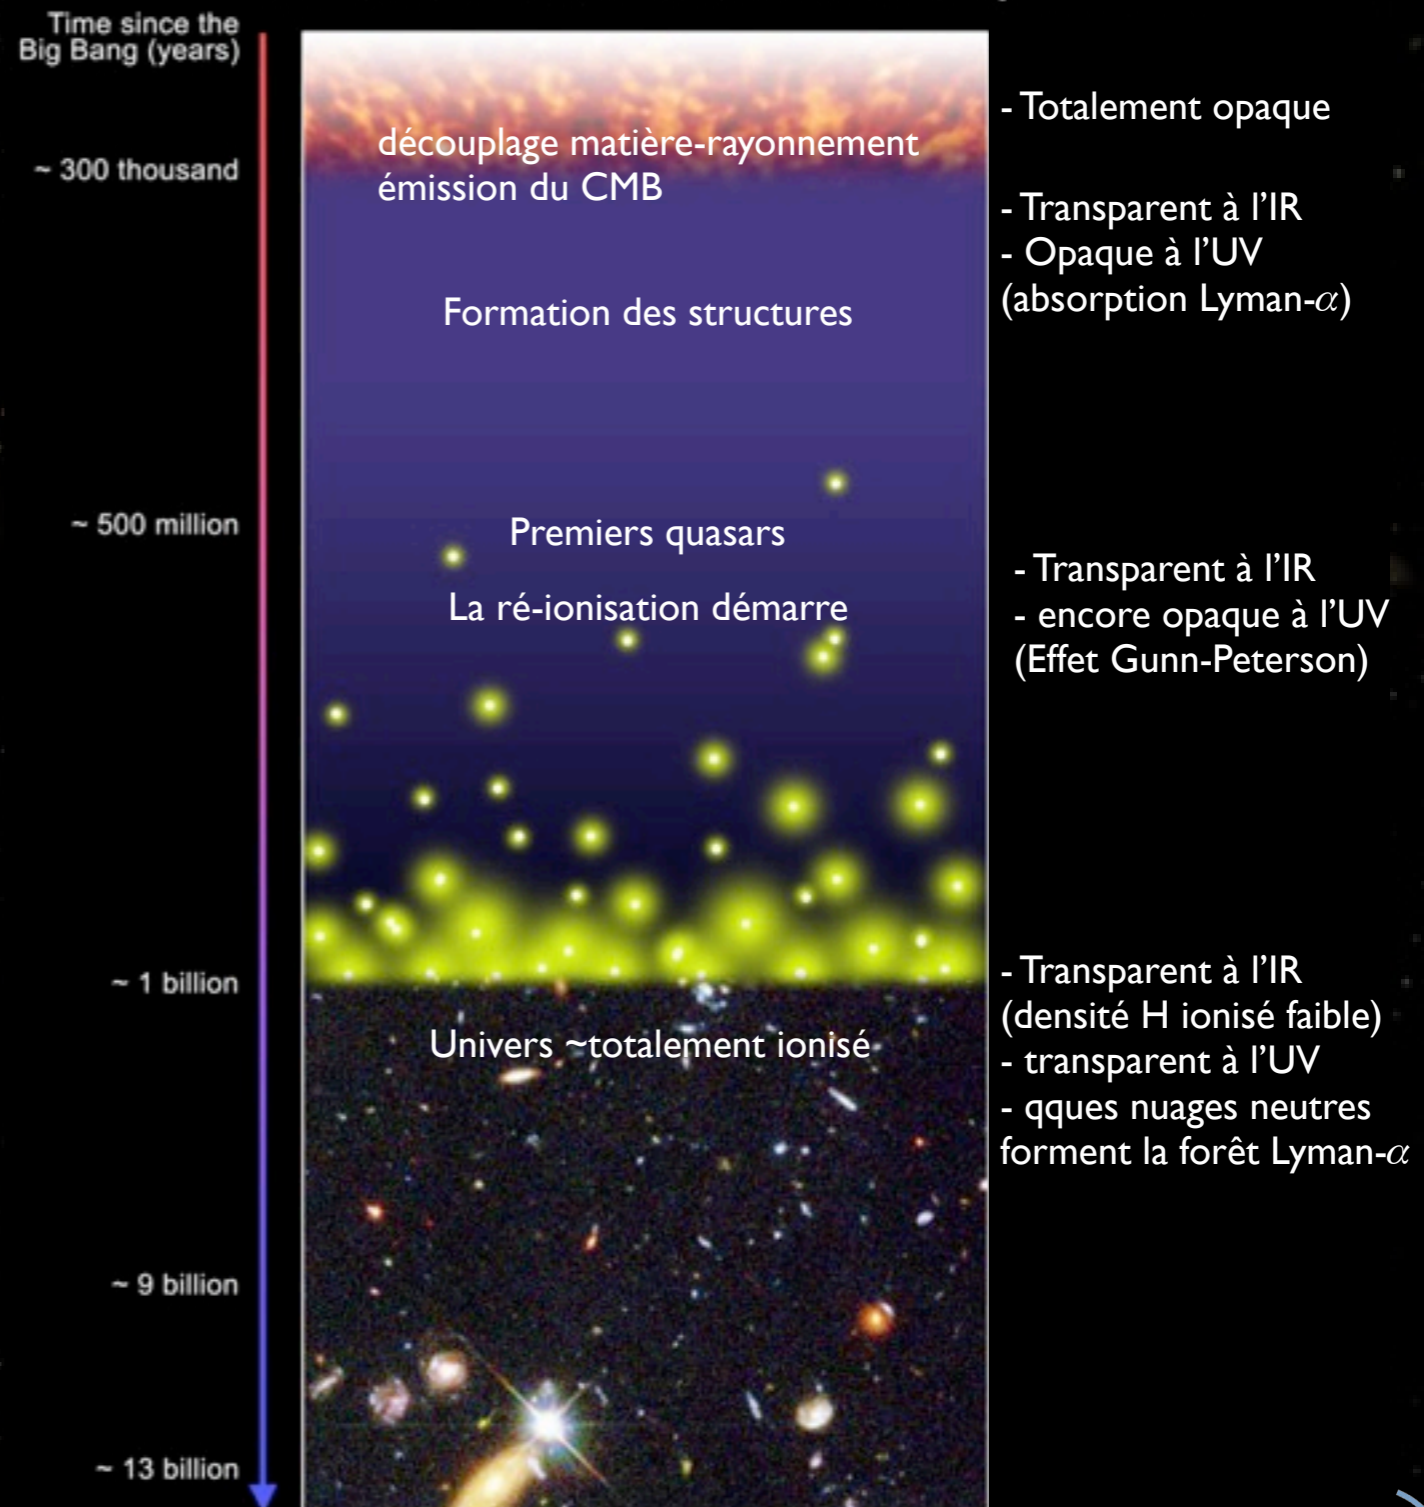 Time since the
Big Bang (years)
- Totalement opaque
découplage matière-rayonnement
émission du CMB
~ 300 thousand
- Transparent à l'IR
- Opaque à l'UV
(absorption Lyman-α)
Formation des structures
~ 500 million
Premiers quasars
La ré-ionisation démarre
- Transparent à l'IR
- encore opaque à l'UV
(Effet Gunn-Peterson)
~ 1 billion
- Transparent à l'IR
(densité H ionisé faible)
- transparent à l'UV
- qques nuages neutres
forment la forêt Lyman-α
Univers ~totalement ionisé
~ 9 billion
~ 13 billion